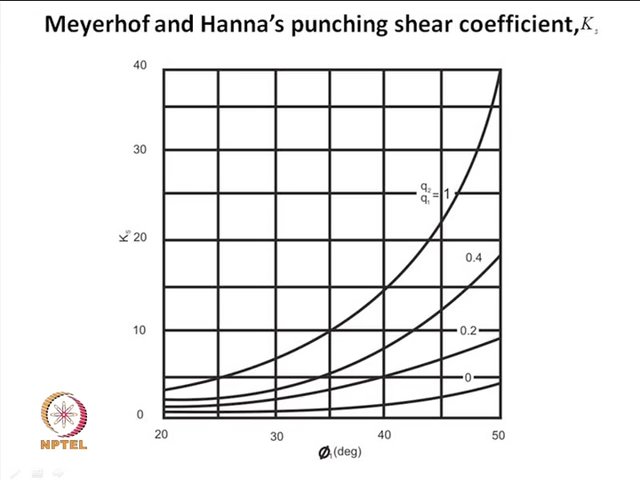 Meyerhof and Hanna's punching shear coefficient, Kₛ
40
30
20
10
0
Kₛ
q₂
q₁ = 1
0.4
0.2
0
20 30 40 50
ϕ₁(deg)
NPTEL